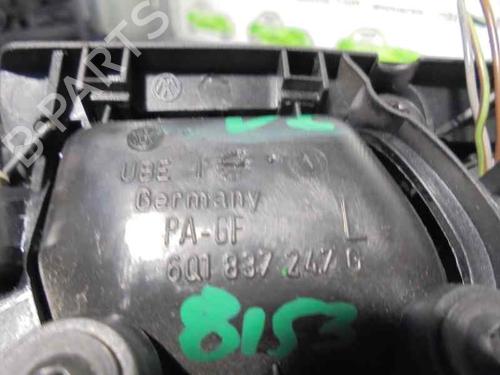 UBE
Germany
PA-GF
L
6Q1 837 247 G
8153
B-PARTS